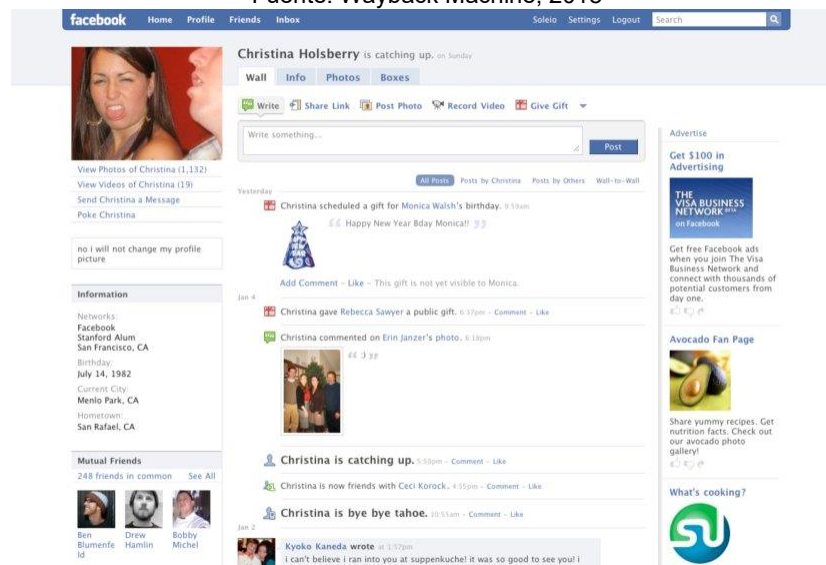 Fuente: Wayback Machine, 2018
facebook Home Profile Friends Inbox Soleio Settings Logout Search
Christina Holsberry is catching up. on Sunday
Wall Info Photos Boxes
Write Share Link Post Photo Record Video Give Gift
Write something...
Post
All Posts Posts by Christina Posts by Others Wall-to-Wall
View Photos of Christina (1,132)
View Videos of Christina (19)
Send Christina a Message
Poke Christina
no i will not change my profile
picture
Information
Networks:
Facebook
Stanford Alum
San Francisco, CA
Birthday:
July 14, 1982
Current City:
Menlo Park, CA
Hometown:
San Rafael, CA
Mutual Friends
248 friends in common See All
Ben
Blumenfe
ld
Drew
Hamlin
Bobby
Michel
Yesterday
Christina scheduled a gift for Monica Walsh's birthday. 9:59am
Happy New Year Bday Monica!!
Add Comment - Like - This gift is not yet visible to Monica.
Jan 4
Christina gave Rebecca Sawyer a public gift. 6:37pm - Comment - Like
Christina commented on Erin Janzer's photo. 6:18pm
:)
Christina is catching up. 5:50pm - Comment - Like
Christina is now friends with Ceci Korock. 4:55pm - Comment - Like
Christina is bye bye tahoe. 10:53am - Comment - Like
Jan 2
Kyoko Kaneda wrote at 1:57pm
i can't believe i ran into you at suppenkuche! it was so good to see you! i
Advertise
Get $100 in
Advertising
THE
VISA BUSINESS
NETWORK BETA
on Facebook
Get free Facebook ads
when you join The Visa
Business Network and
connect with thousands of
potential customers from
day one.
Avocado Fan Page
Share yummy recipes. Get
nutrition facts. Check out
our avocado photo
gallery!
What's cooking?